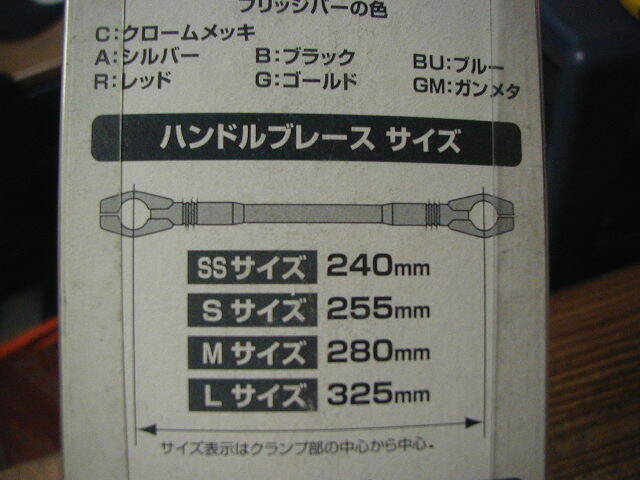 ブリッジバーの色
C:クロームメッキ
A:シルバー B:ブラック BU:ブルー
R:レッド G:ゴールド GM:ガンメタ
ハンドルブレース サイズ
SSサイズ 240mm
Sサイズ 255mm
Mサイズ 280mm
Lサイズ 325mm
サイズ表示はクランプ部の中心から中心。